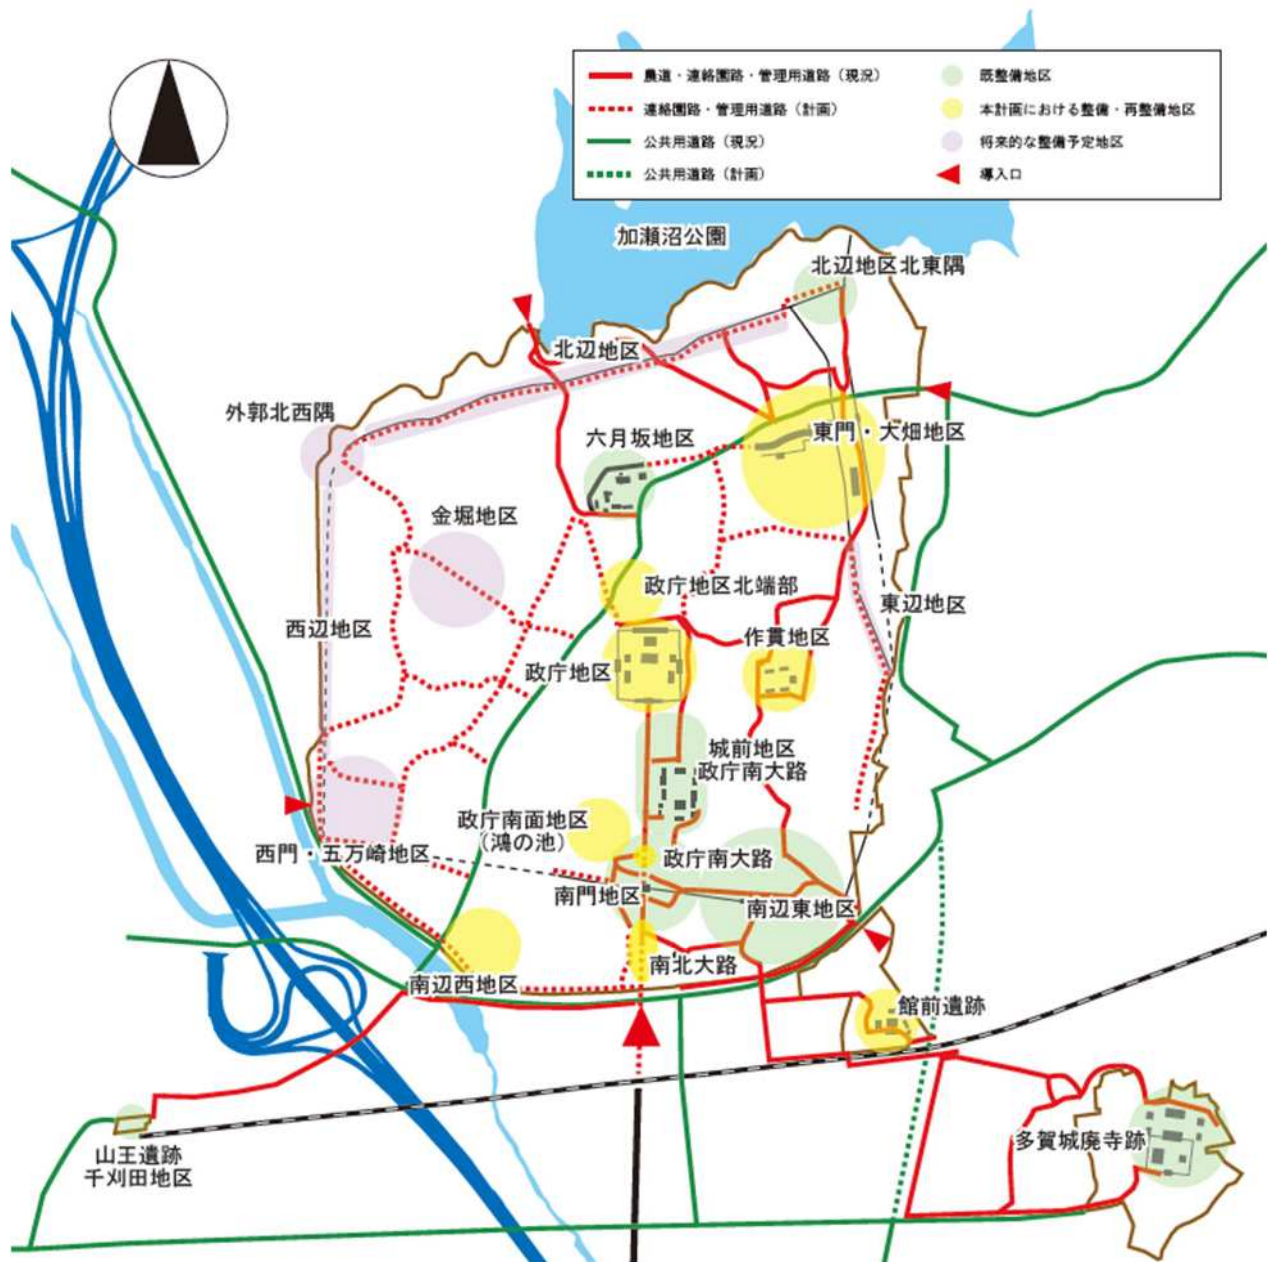 農道・連絡園路・管理用道路（現況）
連絡園路・管理用道路（計画）
公共用道路（現況）
公共用道路（計画）
既整備地区
本計画における整備・再整備地区
将来的な整備予定地区
導入口
加瀬沼公園
北辺地区北東隅
北辺地区
外郭北西隅
六月坂地区
東門・大畑地区
金堀地区
政庁地区北端部
東辺地区
西辺地区
作貫地区
政庁地区
城前地区
政庁南大路
政庁南面地区
（鴻の池）
西門・五万崎地区
政庁南大路
南門地区
南辺東地区
南北大路
南辺西地区
館前遺跡
多賀城廃寺跡
山王遺跡
千刈田地区